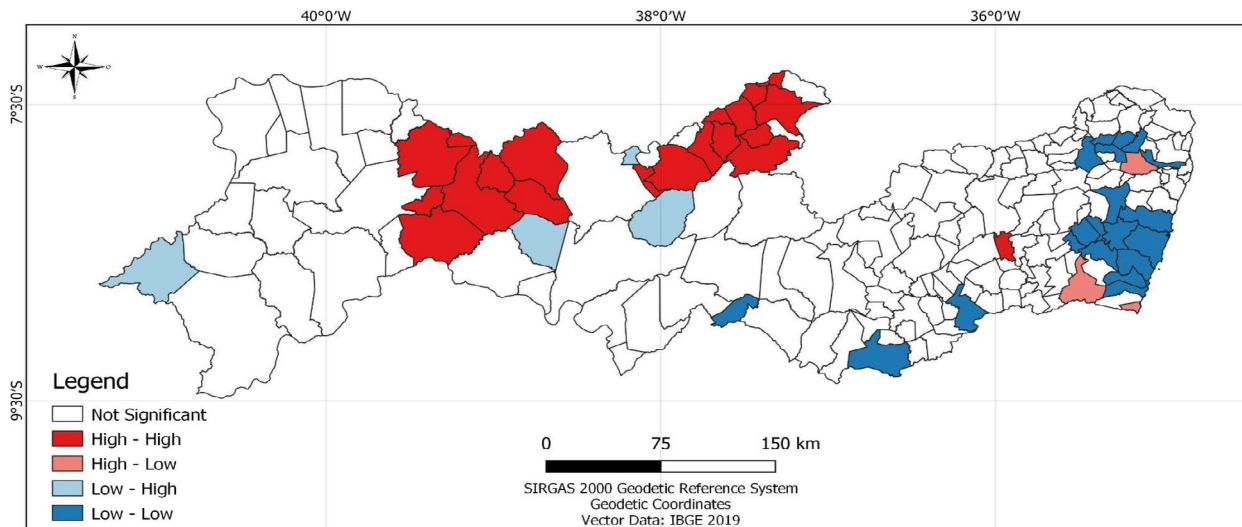 40°0'W 38°0'W 36°0'W
N
W O
S
7°30'S
9°30'S
Legend
Not Significant
High - High
High - Low
Low - High
Low - Low
0 75 150 km
SIRGAS 2000 Geodetic Reference System
Geodetic Coordinates
Vector Data: IBGE 2019